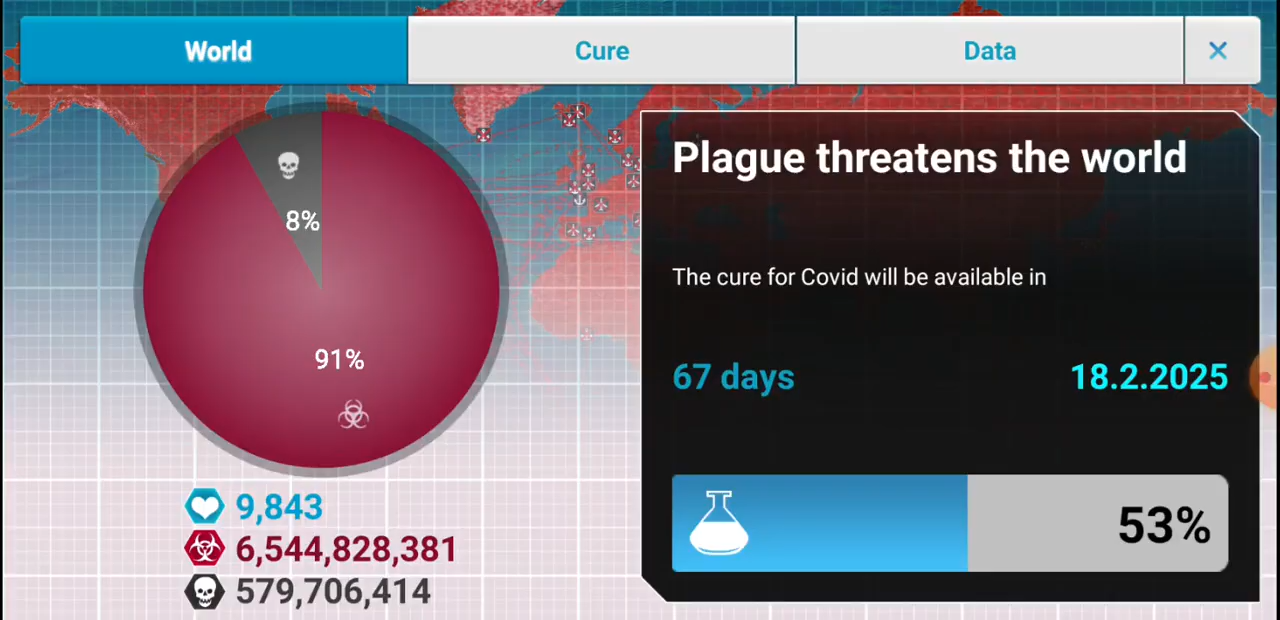 World
Cure
Data
×
8%
91%
9,843
6,544,828,381
579,706,414
Plague threatens the world
The cure for Covid will be available in
67 days
18.2.2025
53%